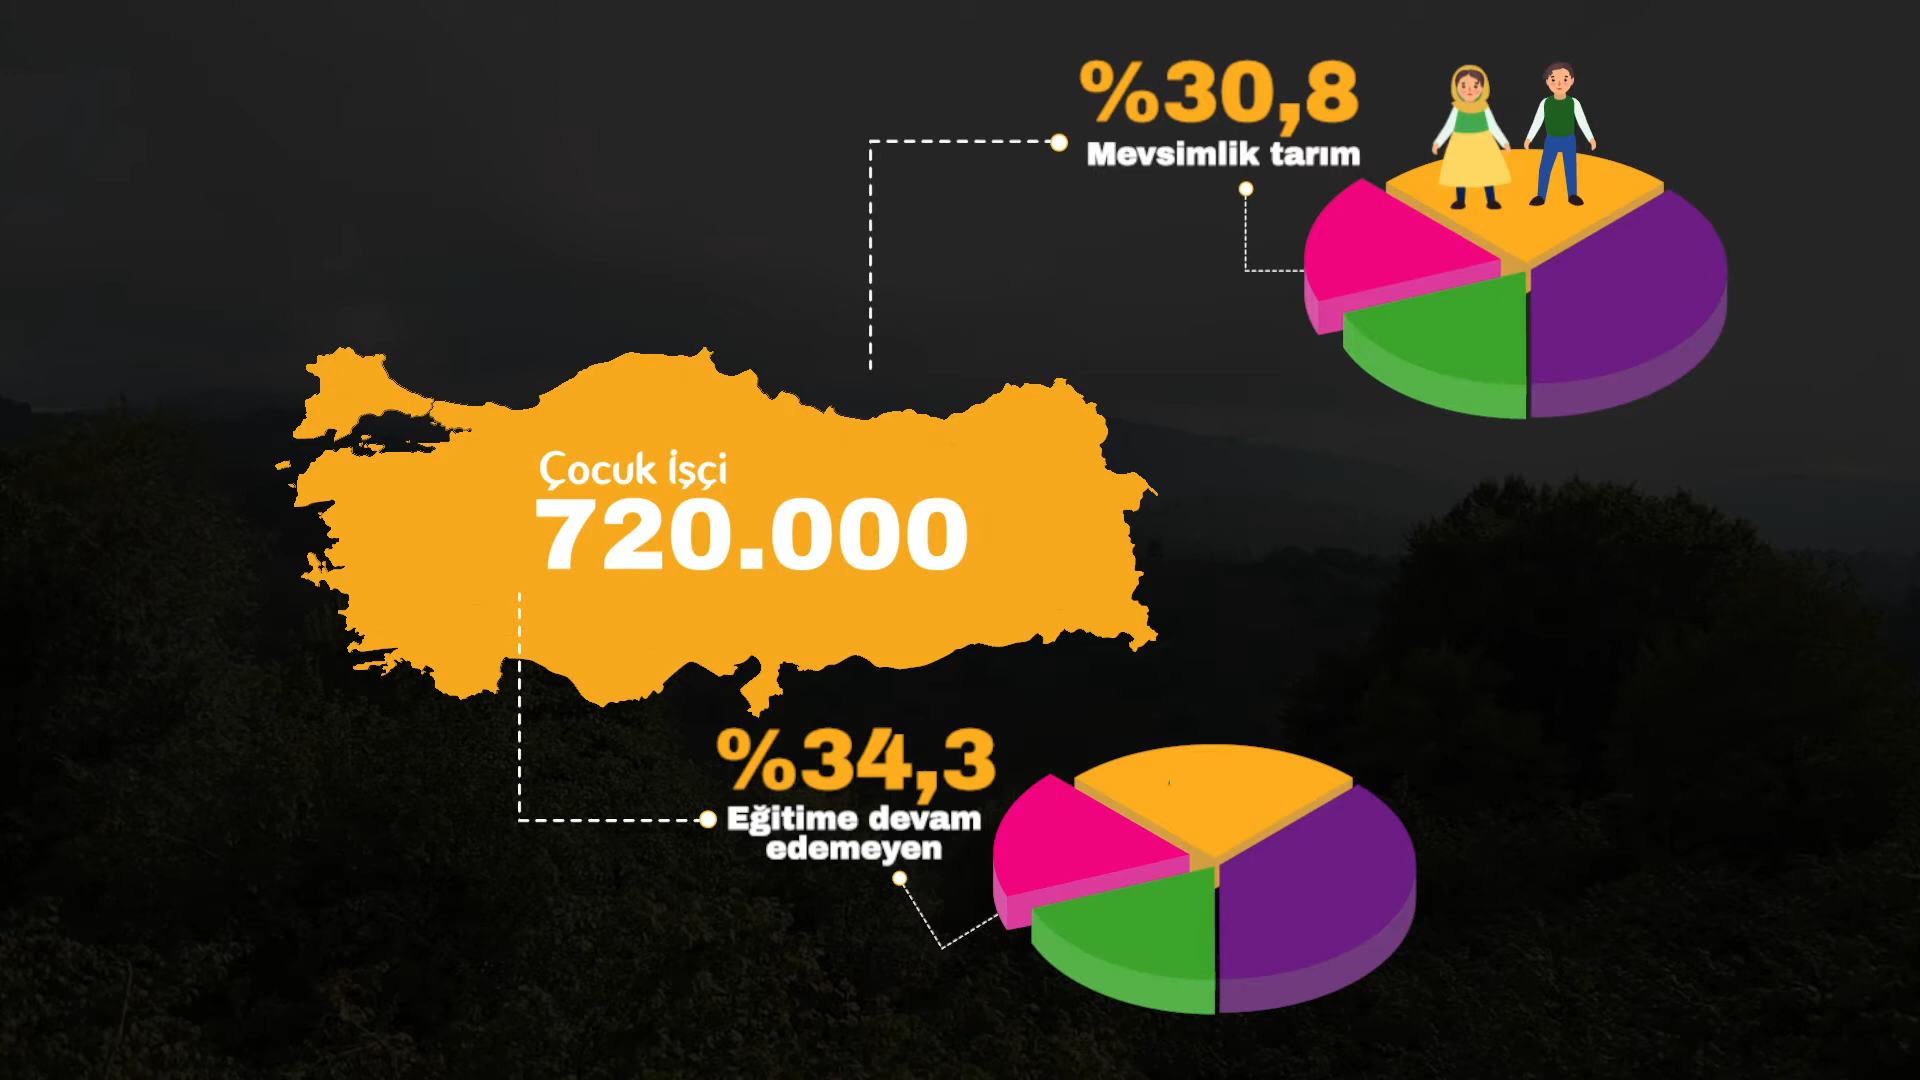 %30,8
Mevsimlik tarım
Çocuk İşçi
720.000
%34,3
Eğitime devam
edemeyen